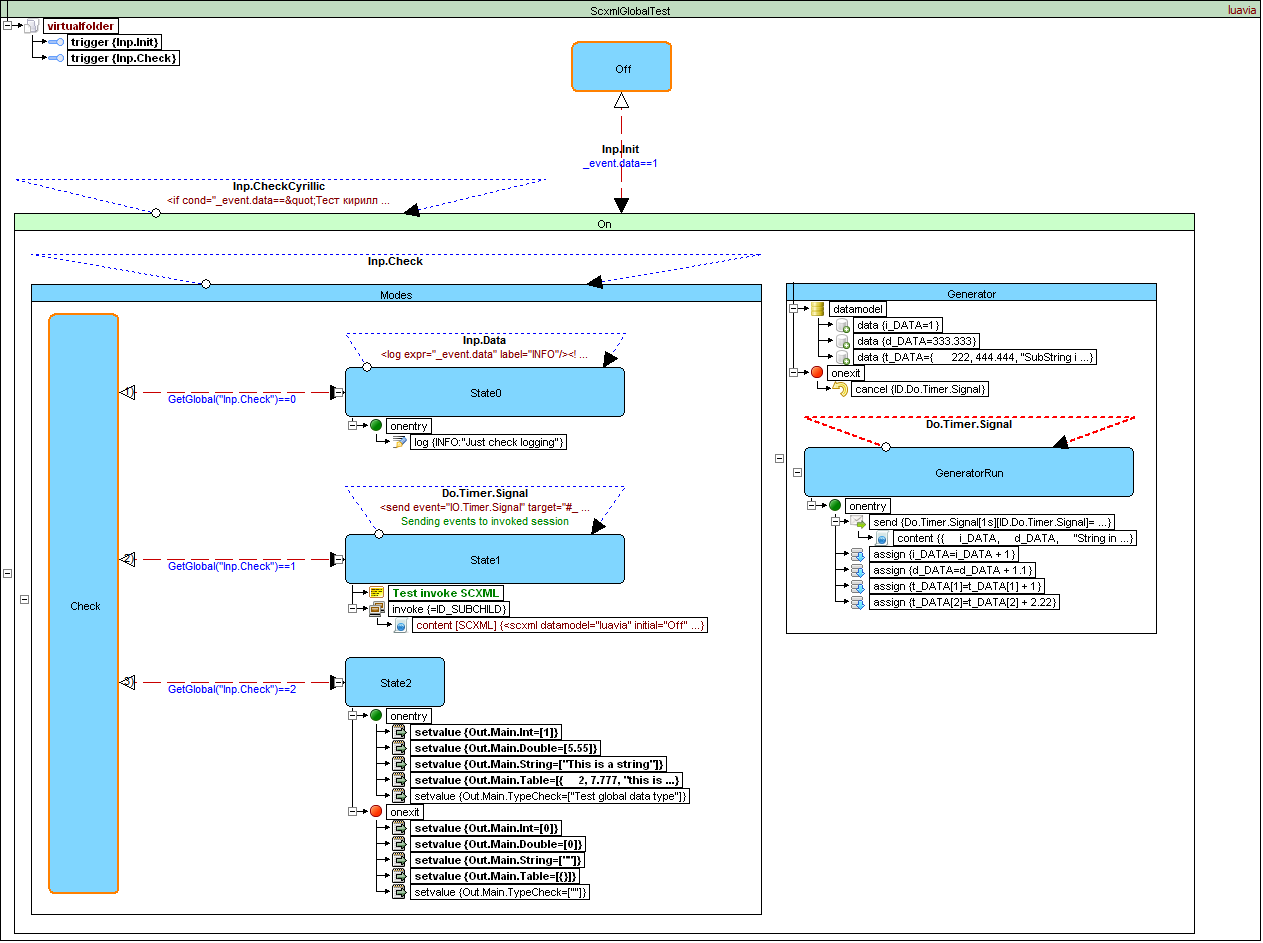 ScxmlGlobalTest
luavia
virtualfolder
trigger {Inp.Init}
trigger {Inp.Check}
Off
Inp.Init
_event.data==1
Inp.CheckCyrillic
<if cond="_event.data==&quot;Тест кирилл ...
On
Inp.Check
Modes
Check
Inp.Data
<log expr="_event.data" label="INFO"/><! ...
1
GetGlobal("Inp.Check")==0
State0
onentry
log {INFO:"Just check logging"}
Do.Timer.Signal
<send event="IO.Timer.Signal" target="#_ ...
Sending events to invoked session
2
GetGlobal("Inp.Check")==1
State1
Test invoke SCXML
invoke {=ID_SUBCHILD}
content [SCXML] {<scxml datamodel="luavia" initial="Off" ...}
3
GetGlobal("Inp.Check")==2
State2
onentry
setvalue {Out.Main.Int=[1]}
setvalue {Out.Main.Double=[5.55]}
setvalue {Out.Main.String=["This is a string"]}
setvalue {Out.Main.Table=[{ 2, 7.777, "this is ...}
setvalue {Out.Main.TypeCheck=["Test global data type"]}
onexit
setvalue {Out.Main.Int=[0]}
setvalue {Out.Main.Double=[0]}
setvalue {Out.Main.String=[""]}
setvalue {Out.Main.Table=[{}]}
setvalue {Out.Main.TypeCheck=[""]}
Generator
datamodel
data {i_DATA=1}
data {d_DATA=333.333}
data {t_DATA={ 222, 444.444, "SubString i ...}
onexit
cancel {ID.Do.Timer.Signal}
Do.Timer.Signal
GeneratorRun
onentry
send {Do.Timer.Signal[1s][ID.Do.Timer.Signal]= ...}
content {{ i_DATA, d_DATA, "String in ...}
assign {i_DATA=i_DATA + 1}
assign {d_DATA=d_DATA + 1.1}
assign {t_DATA[1]=t_DATA[1] + 1}
assign {t_DATA[2]=t_DATA[2] + 2.22}